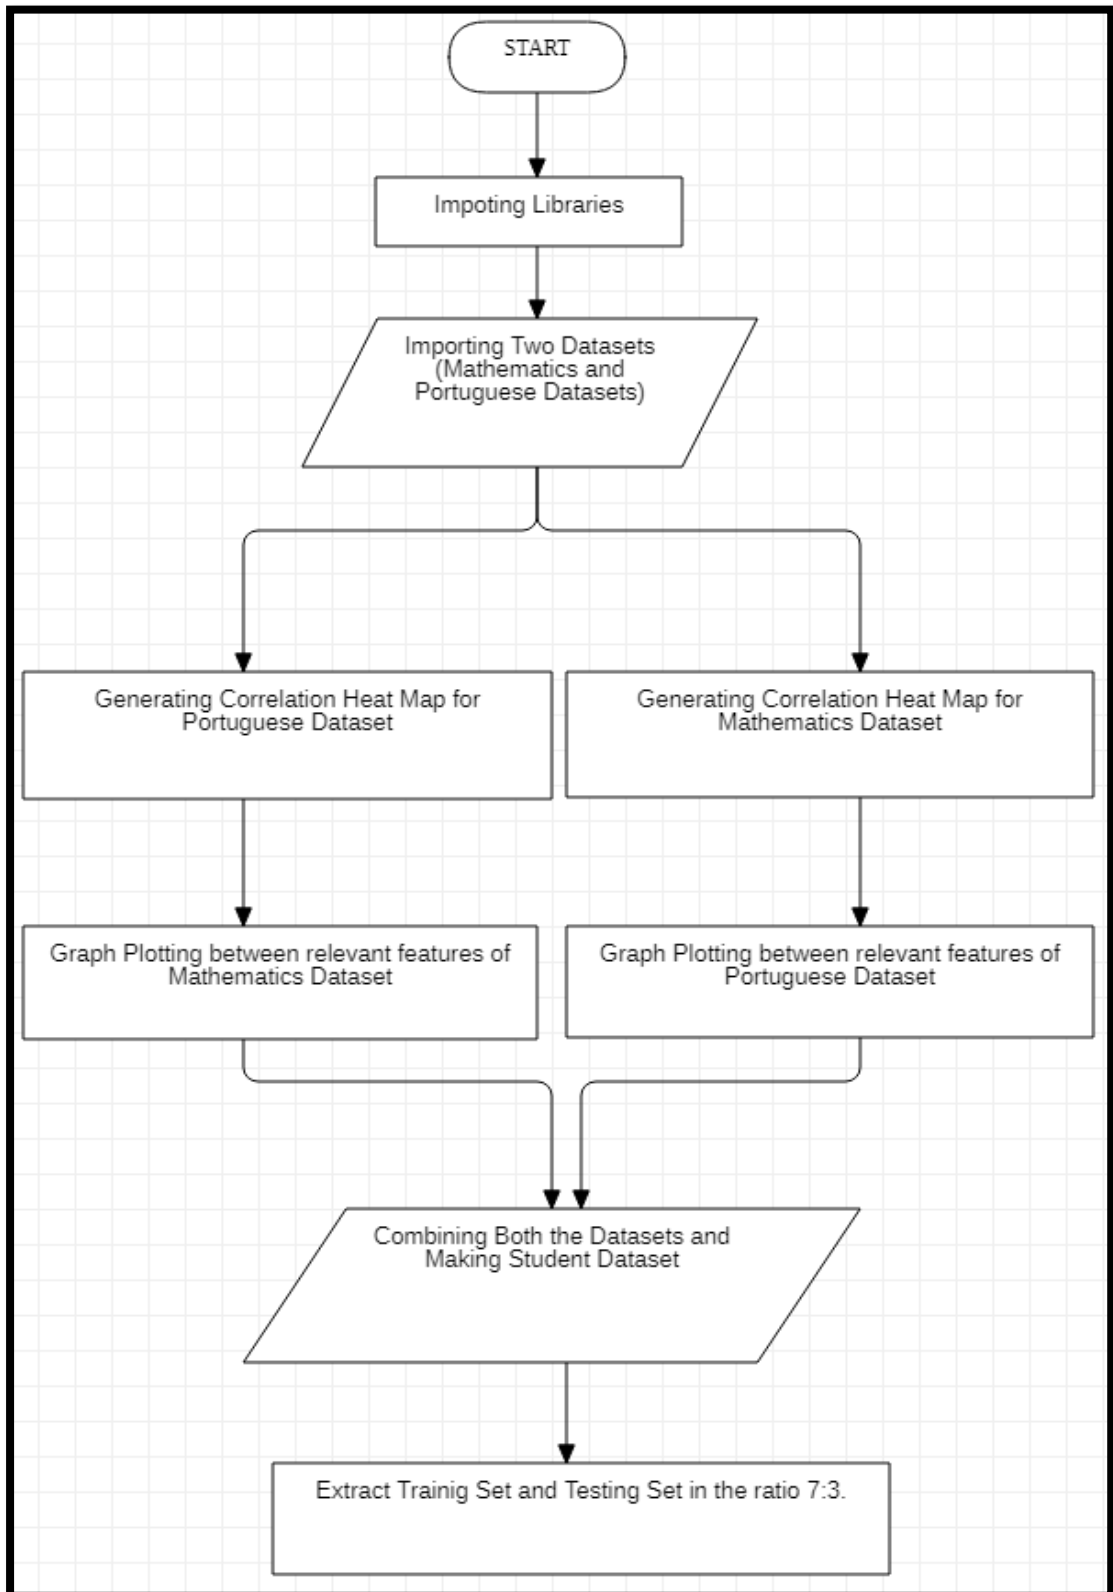 START
Impoting Libraries
Importing Two Datasets
(Mathematics and
Portuguese Datasets)
Generating Correlation Heat Map for
Portuguese Dataset
Generating Correlation Heat Map for
Mathematics Dataset
Graph Plotting between relevant features of
Mathematics Dataset
Graph Plotting between relevant features of
Portuguese Dataset
Combining Both the Datasets and
Making Student Dataset
Extract Trainig Set and Testing Set in the ratio 7:3.